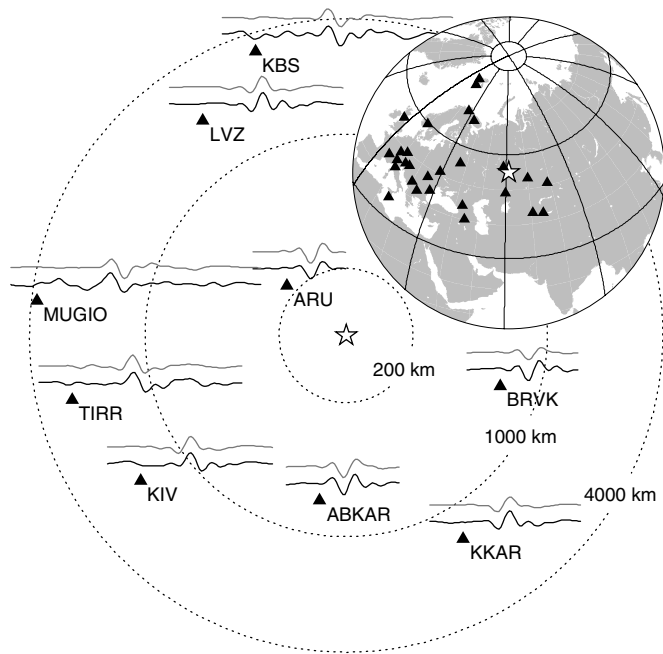 KBS
LVZ
MUGIO
ARU
200 km
TIRR
BRVK
1000 km
KIV
4000 km
ABKAR
KKAR